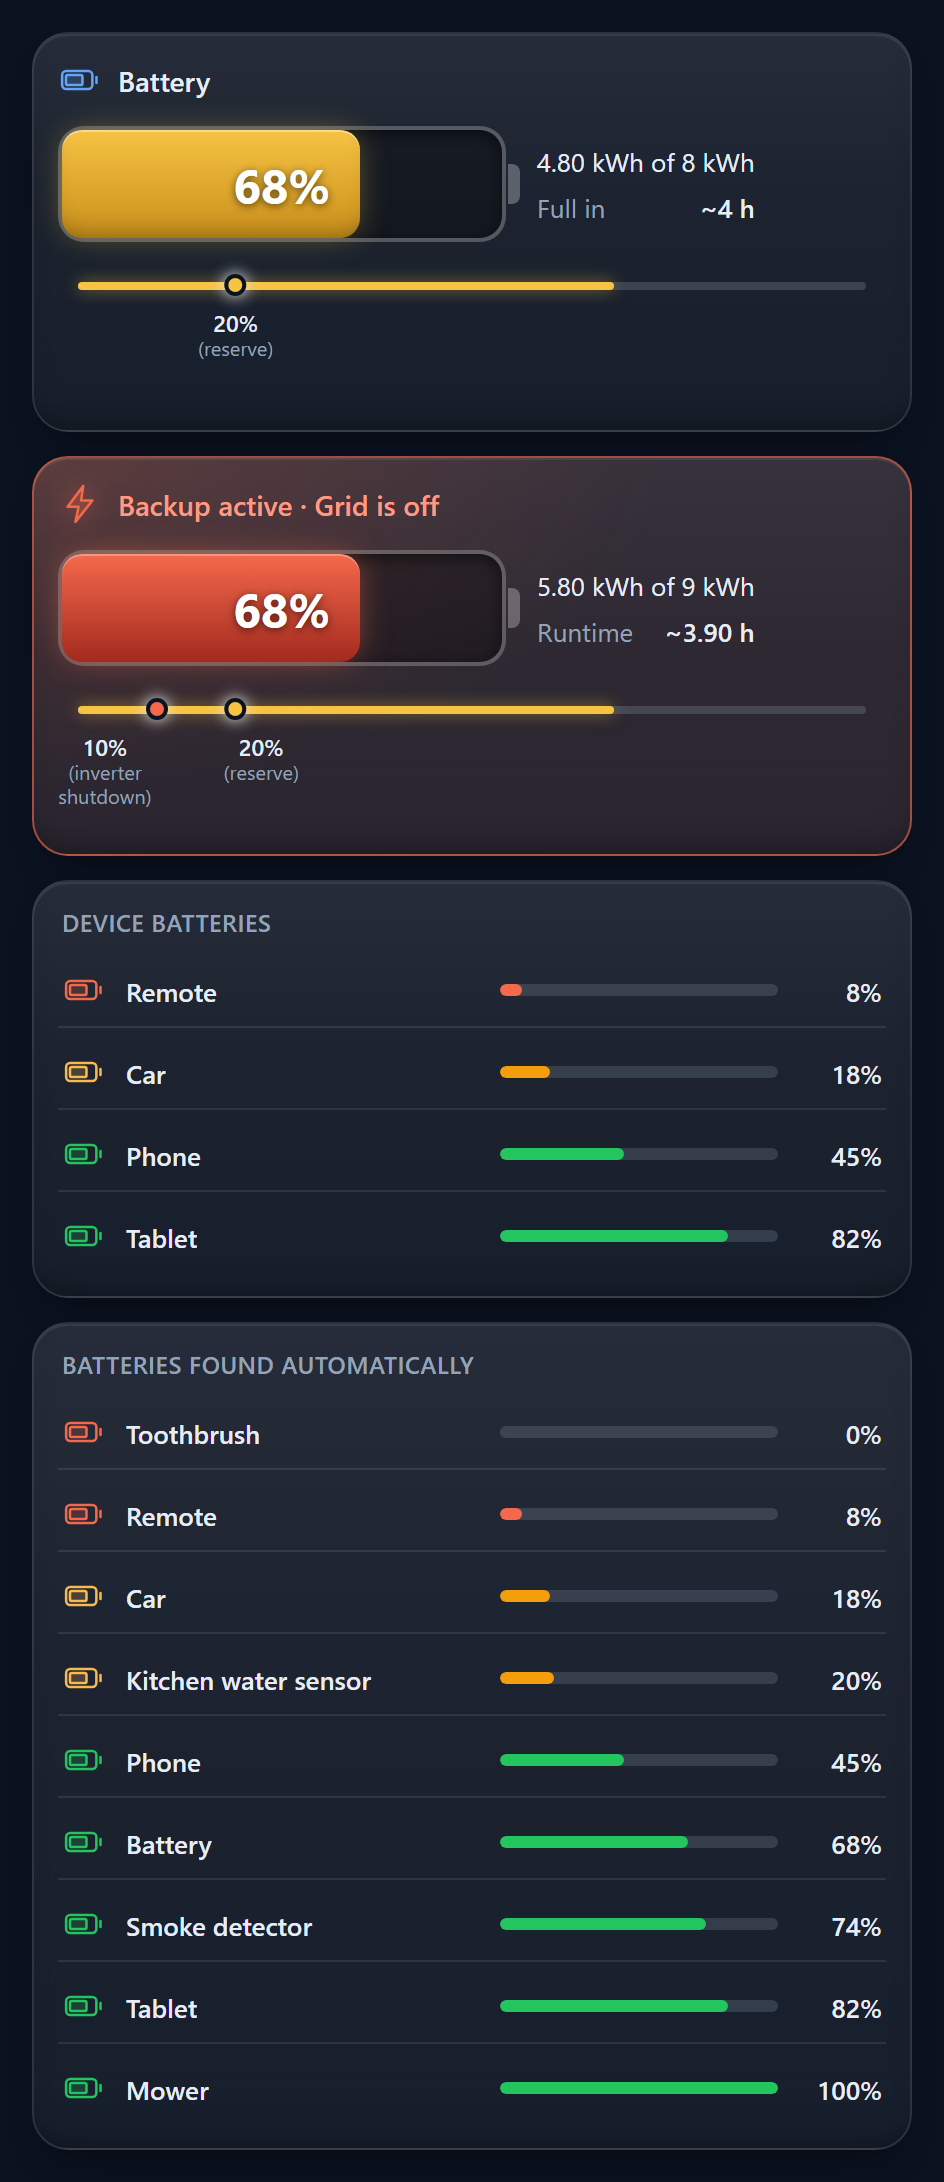 Battery
68%
4.80 kWh of 8 kWh
Full in ~4 h
20%
(reserve)
Backup active · Grid is off
68%
5.80 kWh of 9 kWh
Runtime ~3.90 h
10% 20%
(inverter (reserve)
shutdown)
DEVICE BATTERIES
Remote 8%
Car 18%
Phone 45%
Tablet 82%
BATTERIES FOUND AUTOMATICALLY
Toothbrush 0%
Remote 8%
Car 18%
Kitchen water sensor 20%
Phone 45%
Battery 68%
Smoke detector 74%
Tablet 82%
Mower 100%